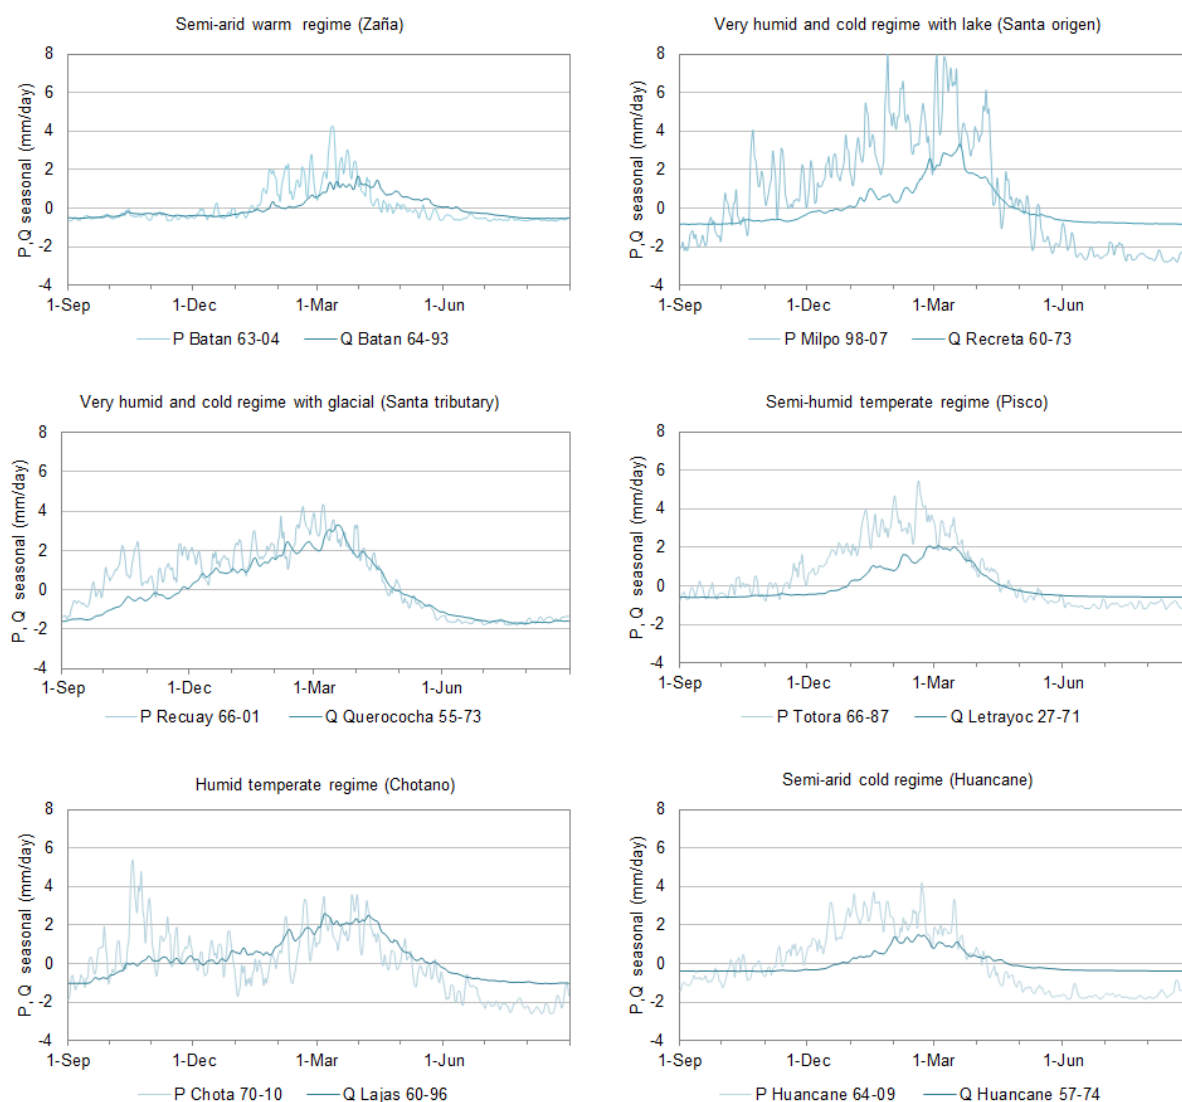 Semi-arid warm regime (Zaña)
P,Q seasonal (mm/day)
8
6
4
2
0
-2
-4
1-Sep 1-Dec 1-Mar 1-Jun
P Batan 63-04 Q Batan 64-93
Very humid and cold regime with lake (Santa origen)
P,Q seasonal (mm/day)
8
6
4
2
0
-2
-4
1-Sep 1-Dec 1-Mar 1-Jun
P Milpo 98-07 Q Recreta 60-73
Very humid and cold regime with glacial (Santa tributary)
P, Q seasonal (mm/day)
8
6
4
2
0
-2
-4
1-Sep 1-Dec 1-Mar 1-Jun
P Recuay 66-01 Q Querococha 55-73
Semi-humid temperate regime (Pisco)
P, Q seasonal (mm/day)
8
6
4
2
0
-2
-4
1-Sep 1-Dec 1-Mar 1-Jun
P Totora 66-87 Q Letrayoc 27-71
Humid temperate regime (Chotano)
P, Q seasonal (mm/day)
8
6
4
2
0
-2
-4
1-Sep 1-Dec 1-Mar 1-Jun
P Chota 70-10 Q Lajas 60-96
Semi-arid cold regime (Huancane)
P, Q seasonal (mm/day)
8
6
4
2
0
-2
-4
1-Sep 1-Dec 1-Mar 1-Jun
P Huancane 64-09 Q Huancane 57-74